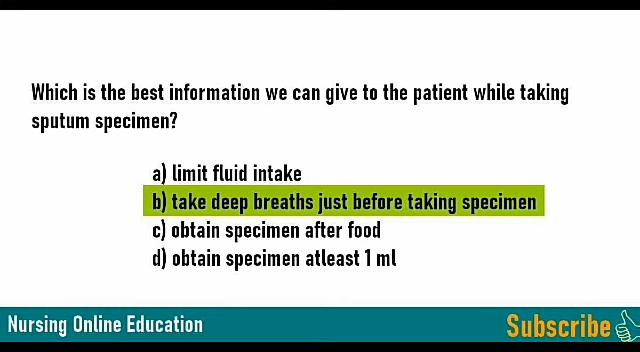 Which is the best information we can give to the patient while taking
sputum specimen?
a) limit fluid intake
b) take deep breaths just before taking specimen
c) obtain specimen after food
d) obtain specimen atleast 1 ml
Nursing Online Education
Subscribe